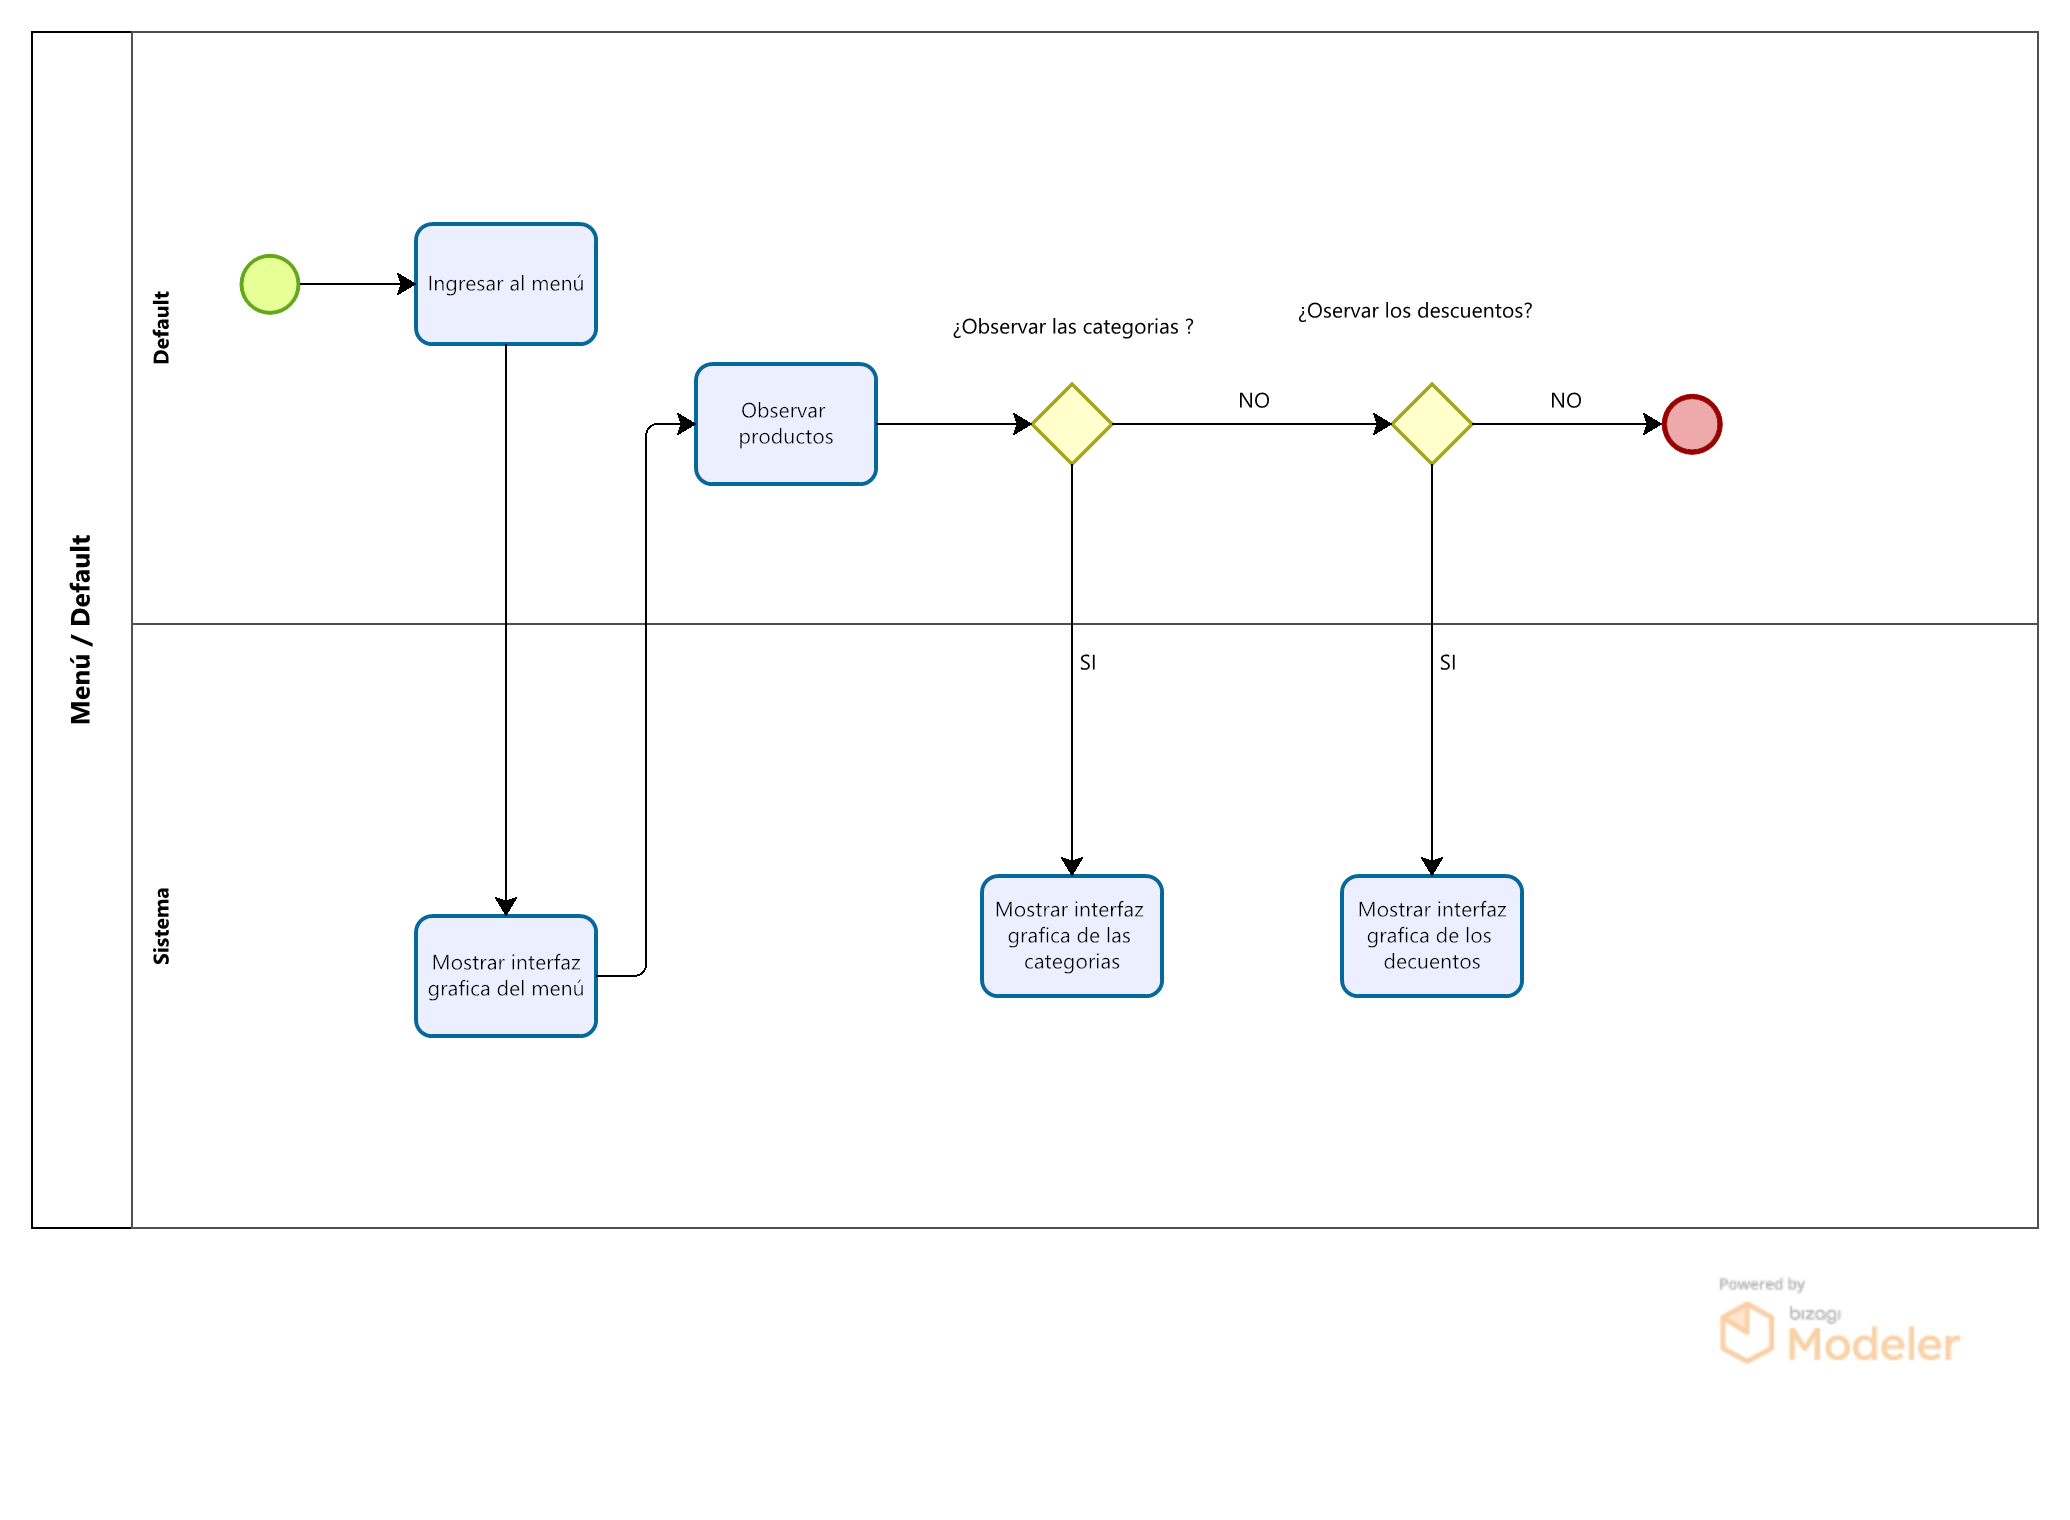 Menú / Default
Default
Ingresar al menú
Observar
productos
¿Observar las categorias ?
¿Oservar los descuentos?
NO
NO
SI
SI
Sistema
Mostrar interfaz
grafica del menú
Mostrar interfaz
grafica de las
categorias
Mostrar interfaz
grafica de los
decuentos
Powered by
bizagi
Modeler